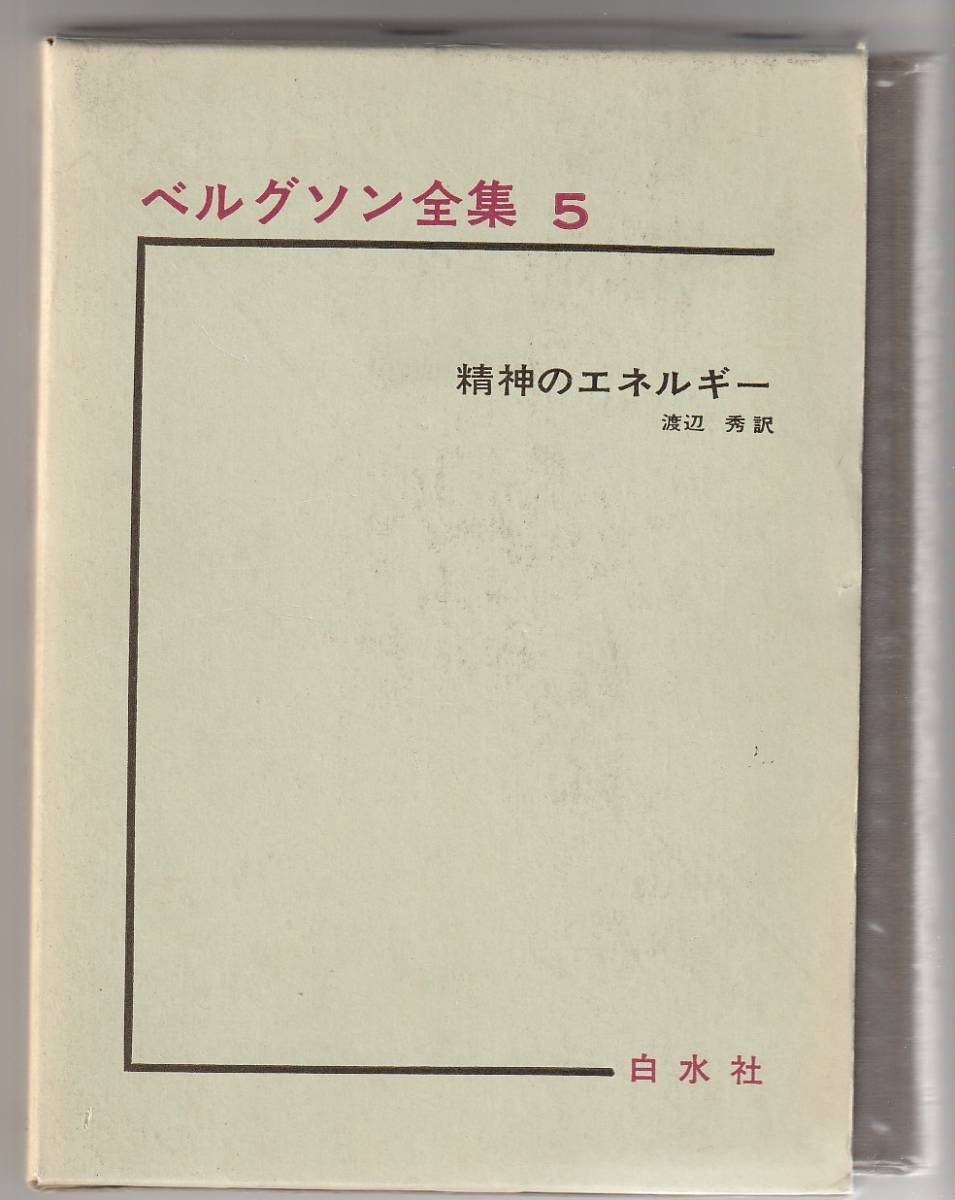 ベルグソン全集 5
精神のエネルギー
渡辺 秀訳
白水社